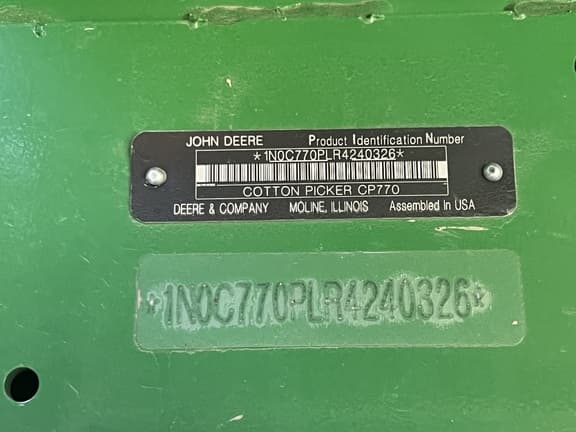 JOHN DEERE Product Identification Number
*1N0C770PLR4240326*
COTTON PICKER CP770
DEERE & COMPANY MOLINE, ILLINOIS Assembled In USA
*1N0C770PLR4240326*